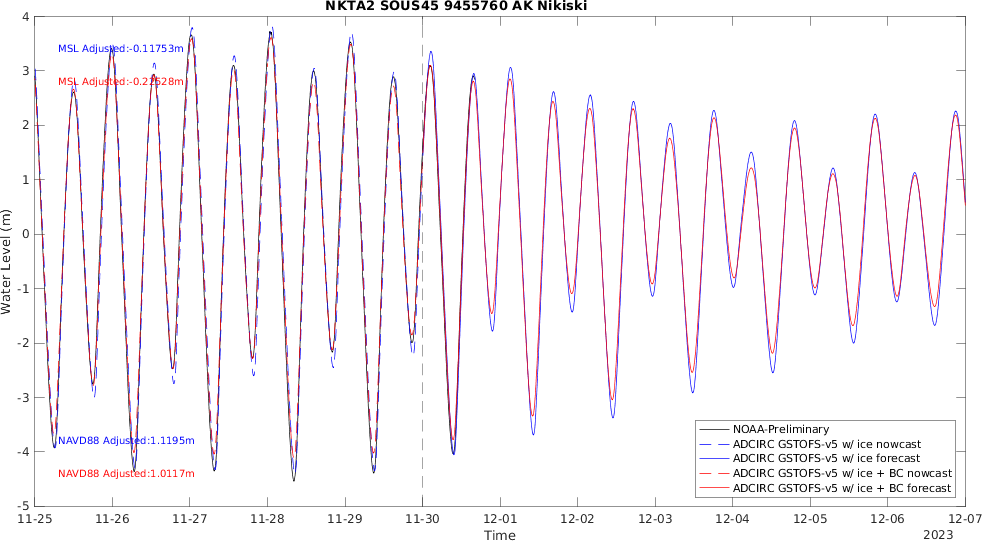 NKTA2 SOUS45 9455760 AK Nikiski
Water Level (m)
4
3
2
1
0
-1
-2
-3
-4
-5
MSL Adjusted:-0.11753m
MSL Adjusted:-0.22528m
NAVD88 Adjusted:1.1195m
NAVD88 Adjusted:1.0117m
NOAA-Preliminary
ADCIRC GSTOFS-v5 w/ ice nowcast
ADCIRC GSTOFS-v5 w/ ice forecast
ADCIRC GSTOFS-v5 w/ ice + BC nowcast
ADCIRC GSTOFS-v5 w/ ice + BC forecast
11-25 11-26 11-27 11-28 11-29 11-30 12-01 12-02 12-03 12-04 12-05 12-06 12-07
Time
2023